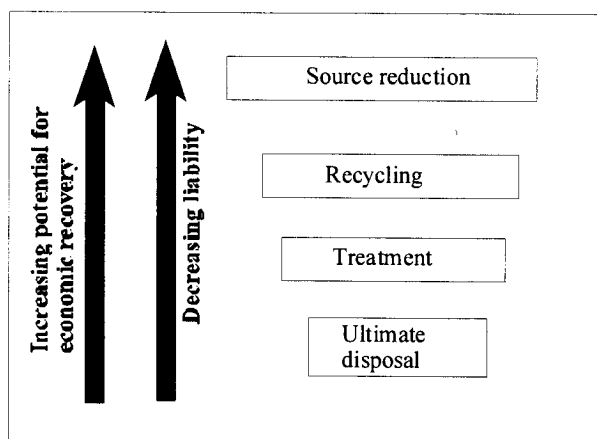 Increasing potential for
economic recovery
Decreasing liability
Source reduction
Recycling
Treatment
Ultimate
disposal